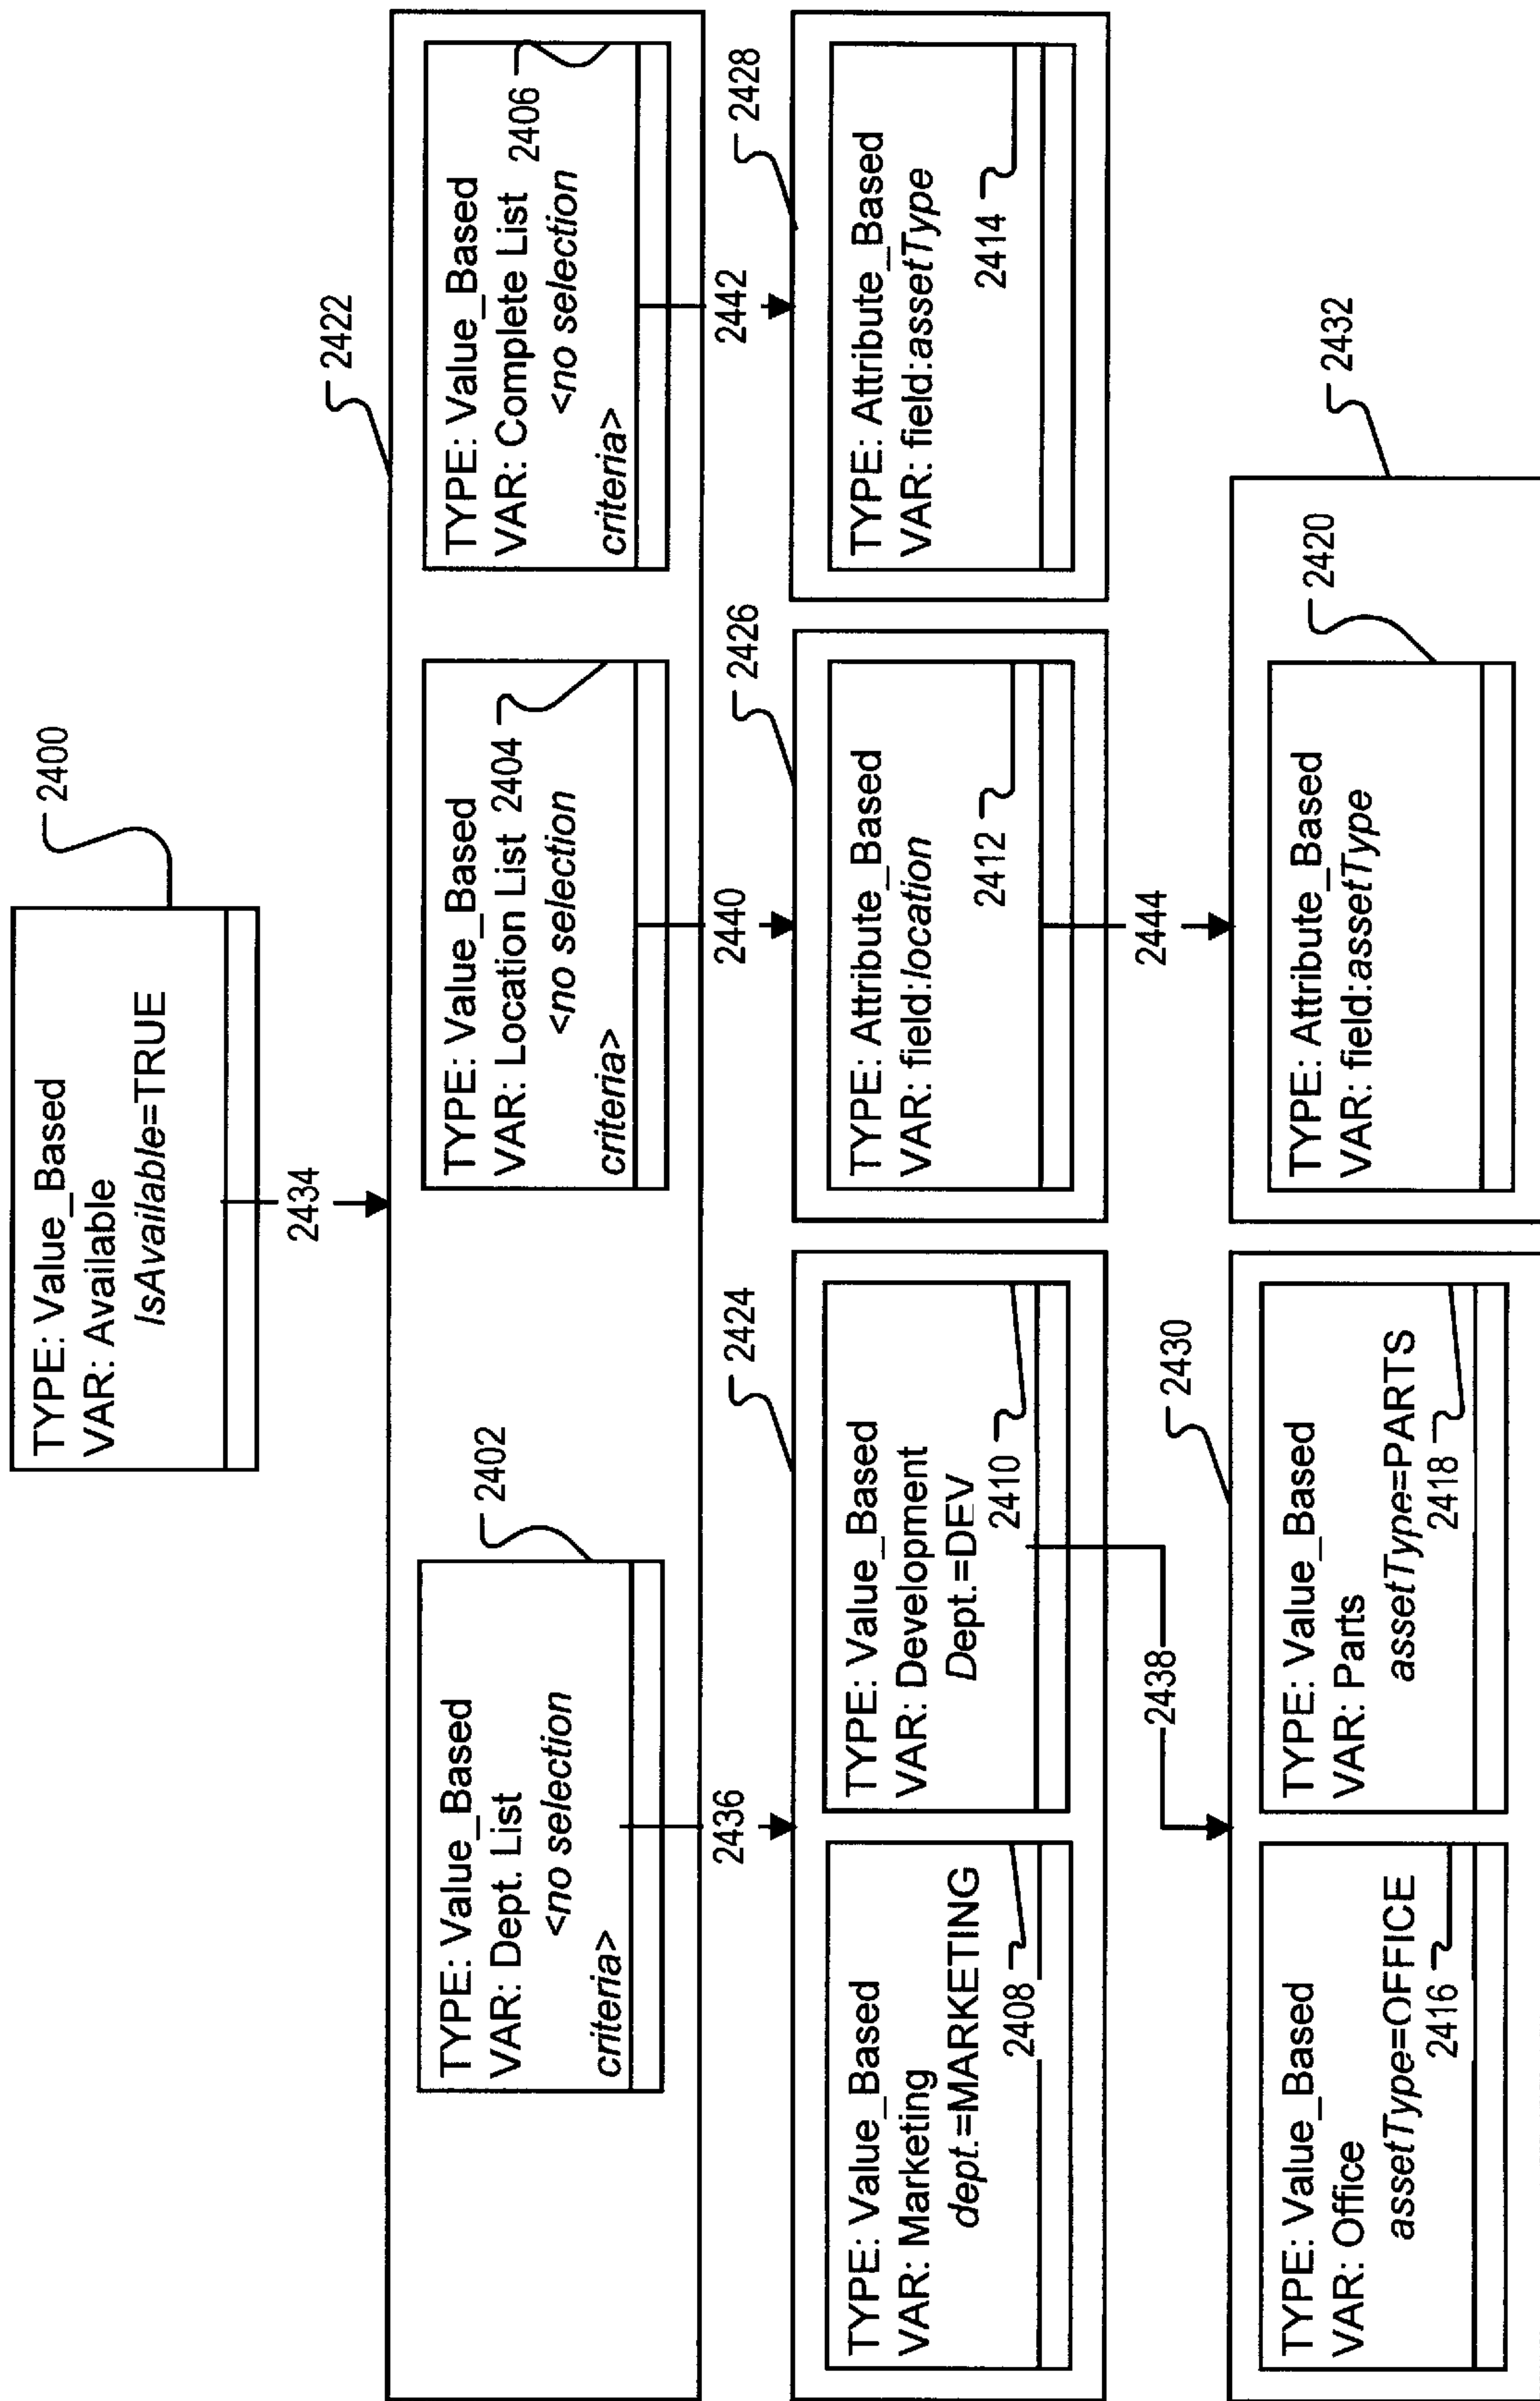 TYPE: Value_Based
VAR: Available
IsAvailable=TRUE
2400
2434
2422
TYPE: Value_Based
VAR: Dept. List
<no selection
criteria>
2402
TYPE: Value_Based
VAR: Location List 2404
<no selection
criteria>
TYPE: Value_Based
VAR: Complete List 2406
<no selection
criteria>
2436
2440
2442
2424
2426
2428
TYPE: Value_Based
VAR: Marketing
dept.=MARKETING
2408
TYPE: Value_Based
VAR: Development
Dept.=DEV
2410
TYPE: Attribute_Based
VAR: field:location
2412
TYPE: Attribute_Based
VAR: field:assetType
2414
2438
2444
2430
2432
TYPE: Value_Based
VAR: Office
assetType=OFFICE
2416
TYPE: Value_Based
VAR: Parts
assetType=PARTS
2418
TYPE: Attribute_Based
VAR: field:assetType
2420